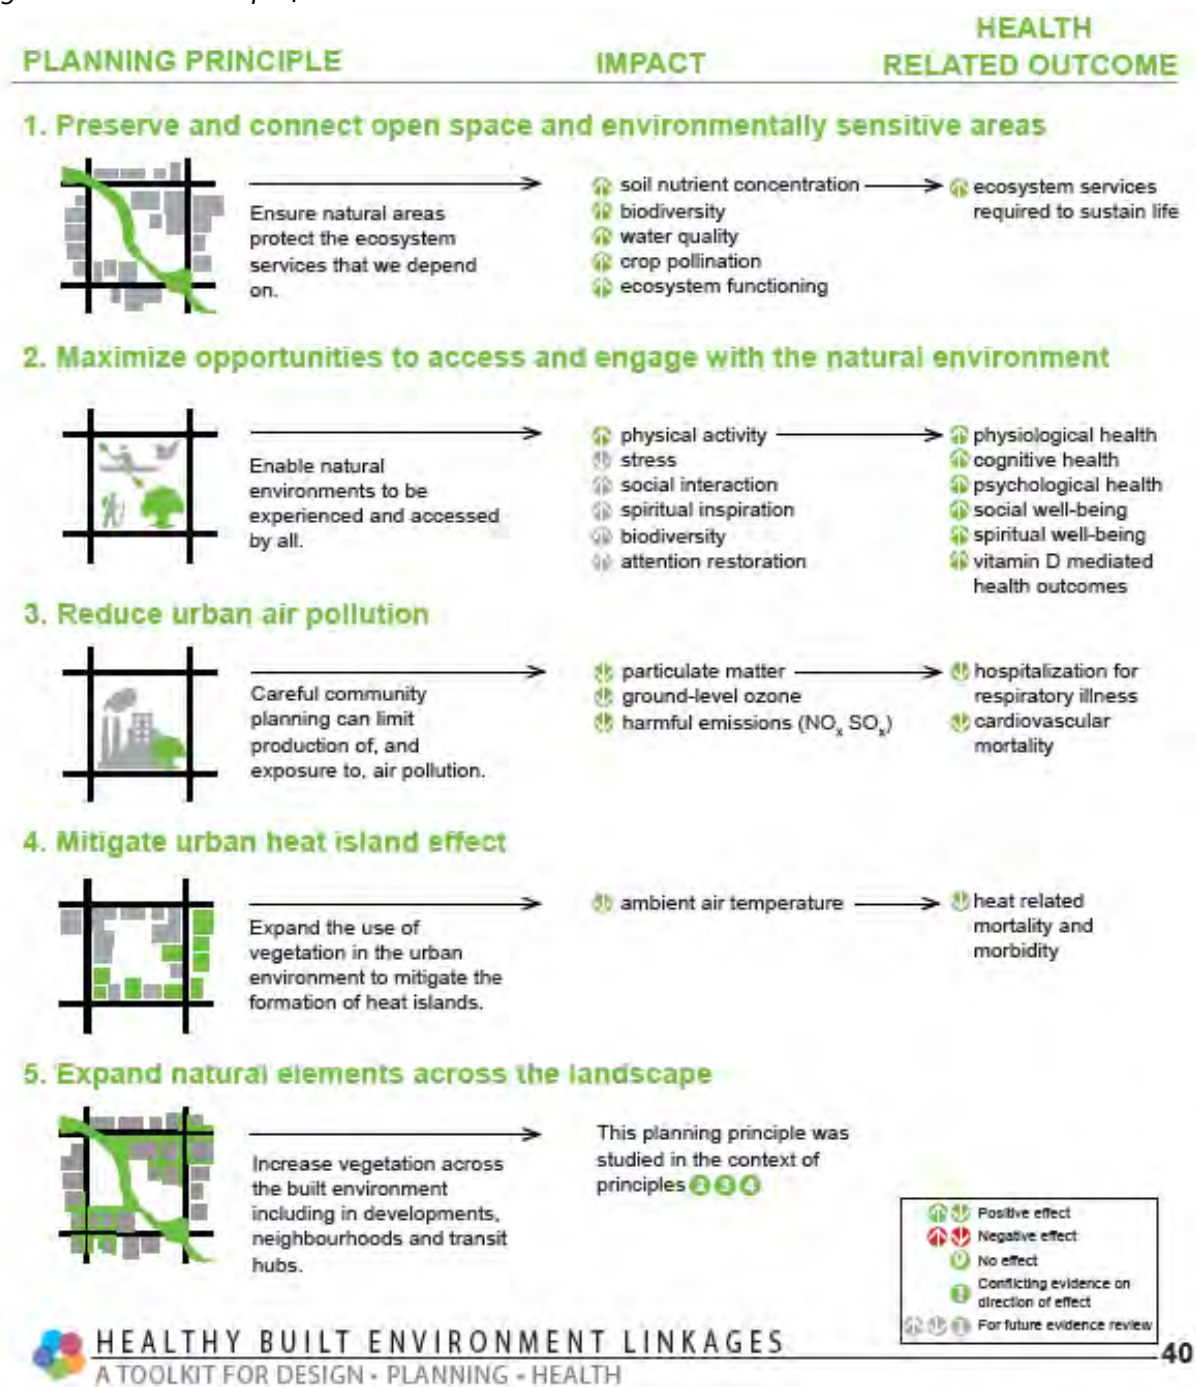 PLANNING PRINCIPLE IMPACT HEALTH RELATED OUTCOME
1. Preserve and connect open space and environmentally sensitive areas
Ensure natural areas
protect the ecosystem
services that we depend
on.
soil nutrient concentration
biodiversity
water quality
crop pollination
ecosystem functioning
ecosystem services
required to sustain life
2. Maximize opportunities to access and engage with the natural environment
Enable natural
environments to be
experienced and accessed
by all.
physical activity
stress
social interaction
spiritual inspiration
biodiversity
attention restoration
physiological health
cognitive health
psychological health
social well-being
spiritual well-being
vitamin D mediated
health outcomes
3. Reduce urban air pollution
Careful community
planning can limit
production of, and
exposure to, air pollution.
particulate matter
ground-level ozone
harmful emissions (NOx SOx)
hospitalization for
respiratory illness
cardiovascular
mortality
4. Mitigate urban heat island effect
Expand the use of
vegetation in the urban
environment to mitigate the
formation of heat islands.
ambient air temperature
heat related
mortality and
morbidity
5. Expand natural elements across the landscape
Increase vegetation across
the built environment
including in developments,
neighbourhoods and transit
hubs.
This planning principle was
studied in the context of
principles 2 3 4
Positive effect
Negative effect
No effect
Conflicting evidence on
direction of effect
For future evidence review
HEALTHY BUILT ENVIRONMENT LINKAGES
A TOOLKIT FOR DESIGN - PLANNING - HEALTH
40